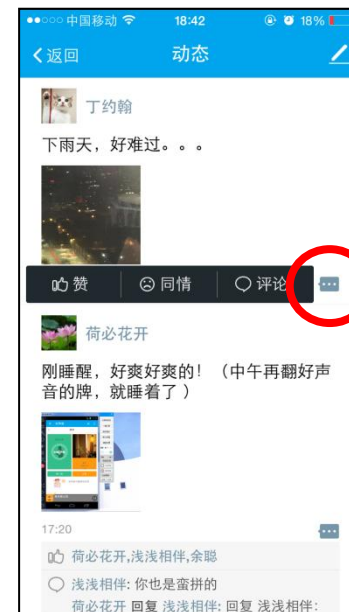 中国移动 18:42 18%
返回 动态
丁约翰
下雨天，好难过。。。
赞 同情 评论
荷必花开
刚睡醒，好爽好爽的！（中午再翻好声
音的牌，就睡着了）
17:20
荷必花开,浅浅相伴,余聪
浅浅相伴: 你也是蛮拼的
荷必花开 回复 浅浅相伴: 回复 浅浅相伴: